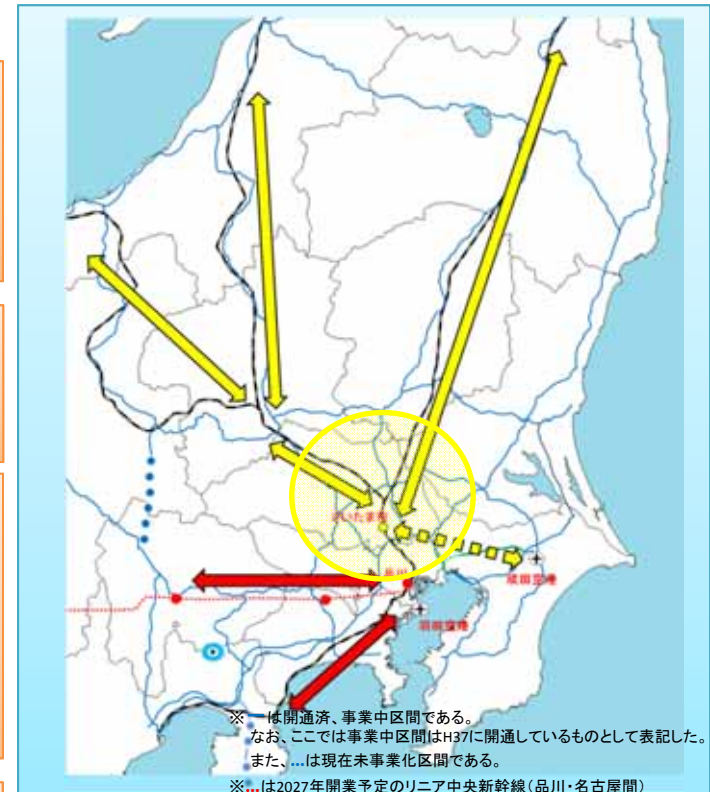 さいたま市
品川
成田空港
羽田空港
※ーは開通済、事業中区間である。
なお、ここでは事業中区間はH37に開通しているものとして表記した。
また、…は現在未事業化区間である。
※…は2027年開業予定のリニア中央新幹線(品川・名古屋間)